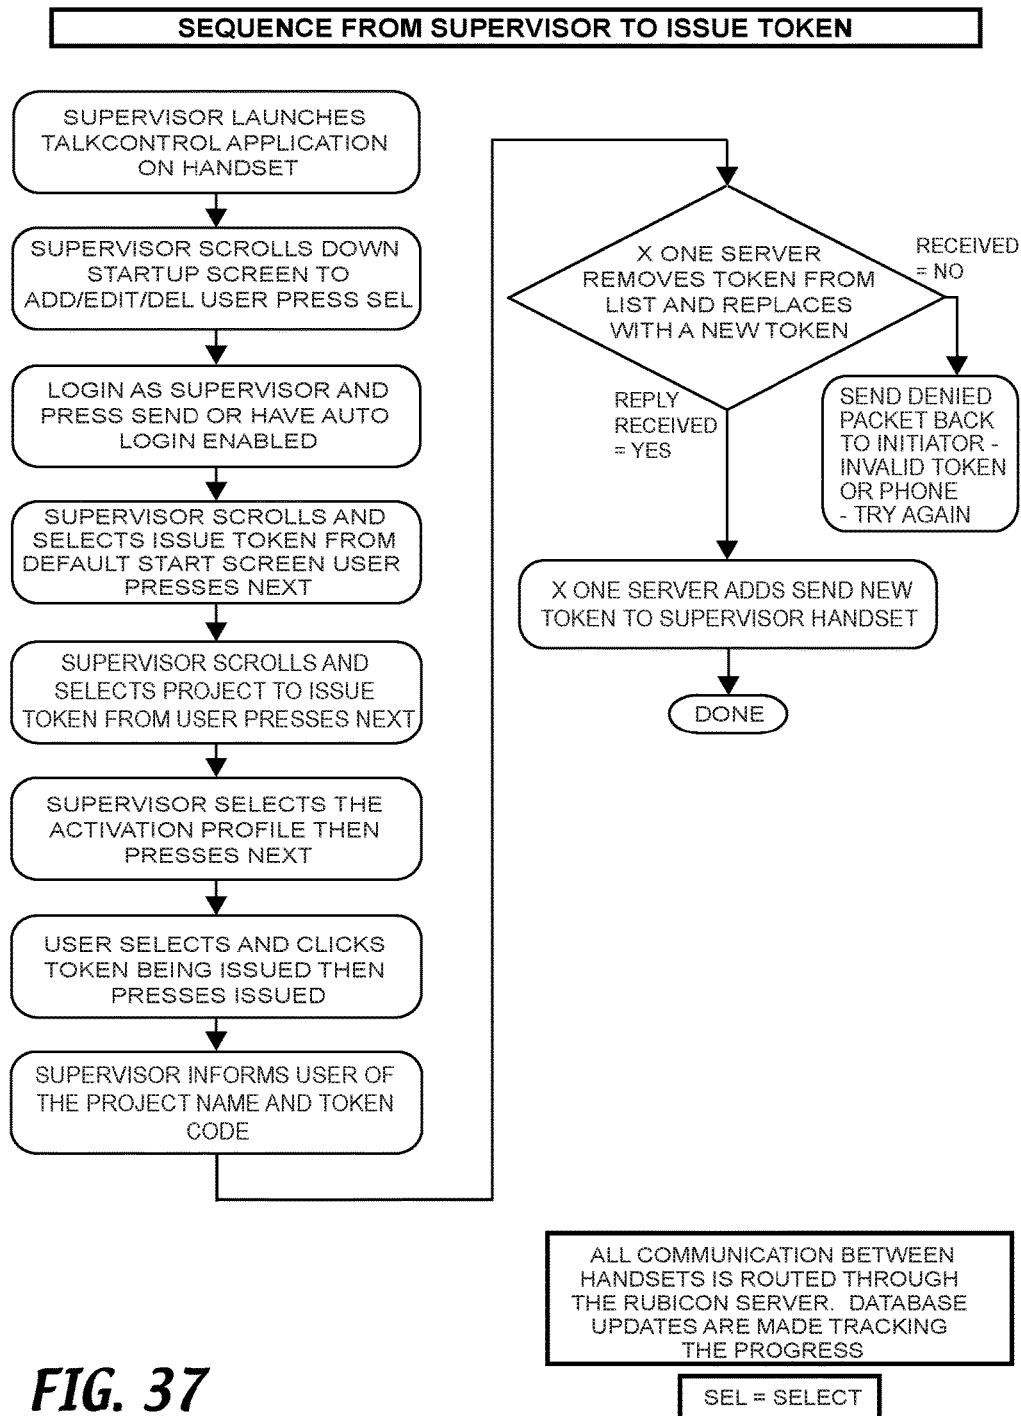 SEQUENCE FROM SUPERVISOR TO ISSUE TOKEN
SUPERVISOR LAUNCHES
TALKCONTROL APPLICATION
ON HANDSET
SUPERVISOR SCROLLS DOWN
STARTUP SCREEN TO
ADD/EDIT/DEL USER PRESS SEL
LOGIN AS SUPERVISOR AND
PRESS SEND OR HAVE AUTO
LOGIN ENABLED
SUPERVISOR SCROLLS AND
SELECTS ISSUE TOKEN FROM
DEFAULT START SCREEN USER
PRESSES NEXT
SUPERVISOR SCROLLS AND
SELECTS PROJECT TO ISSUE
TOKEN FROM USER PRESSES NEXT
SUPERVISOR SELECTS THE
ACTIVATION PROFILE THEN
PRESSES NEXT
USER SELECTS AND CLICKS
TOKEN BEING ISSUED THEN
PRESSES ISSUED
SUPERVISOR INFORMS USER OF
THE PROJECT NAME AND TOKEN
CODE
X ONE SERVER
REMOVES TOKEN FROM
LIST AND REPLACES
WITH A NEW TOKEN
RECEIVED
= NO
REPLY
RECEIVED
= YES
SEND DENIED
PACKET BACK
TO INITIATOR -
INVALID TOKEN
OR PHONE
- TRY AGAIN
X ONE SERVER ADDS SEND NEW
TOKEN TO SUPERVISOR HANDSET
DONE
ALL COMMUNICATION BETWEEN
HANDSETS IS ROUTED THROUGH
THE RUBICON SERVER. DATABASE
UPDATES ARE MADE TRACKING
THE PROGRESS
SEL = SELECT
FIG. 37